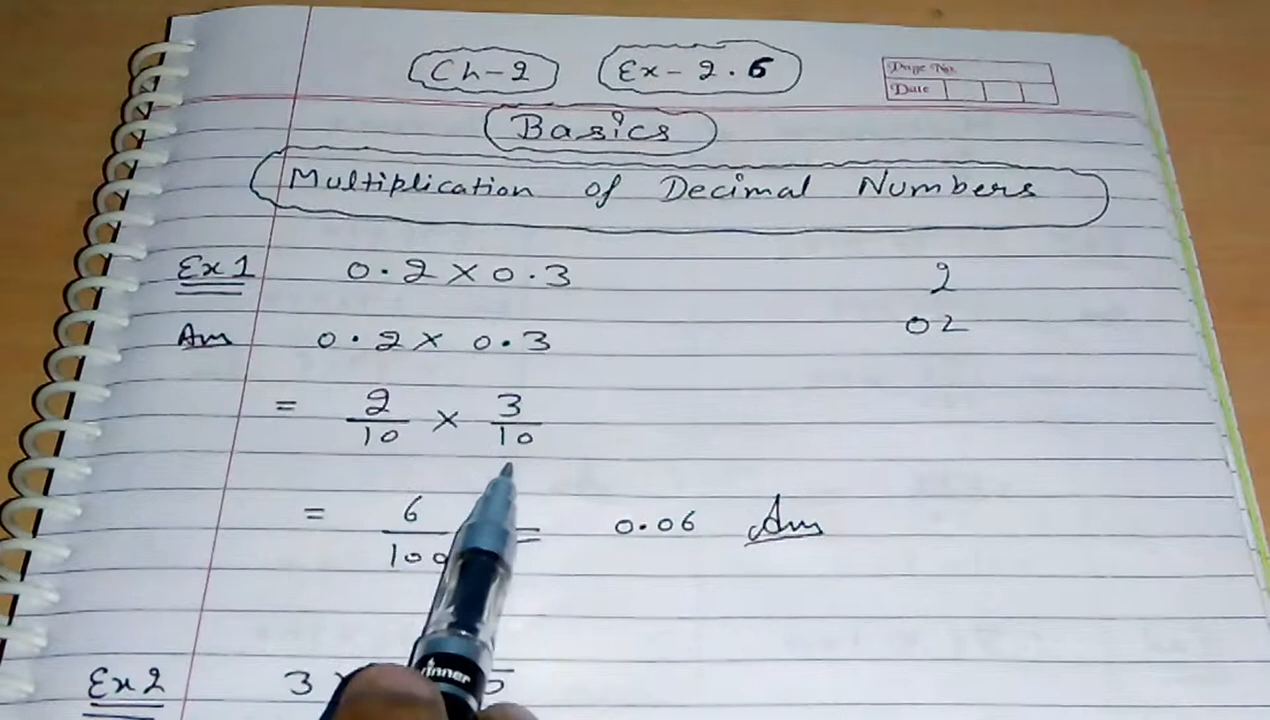 Ch-2 Ex-2.6
Page No.
Date
Basics
Multiplication of Decimal Numbers
Ex 1 0.2 × 0.3 2
02
Ans 0.2 × 0.3
= 2/10 × 3/10
= 6/100 = 0.06 Ans
Ex 2 3 ×